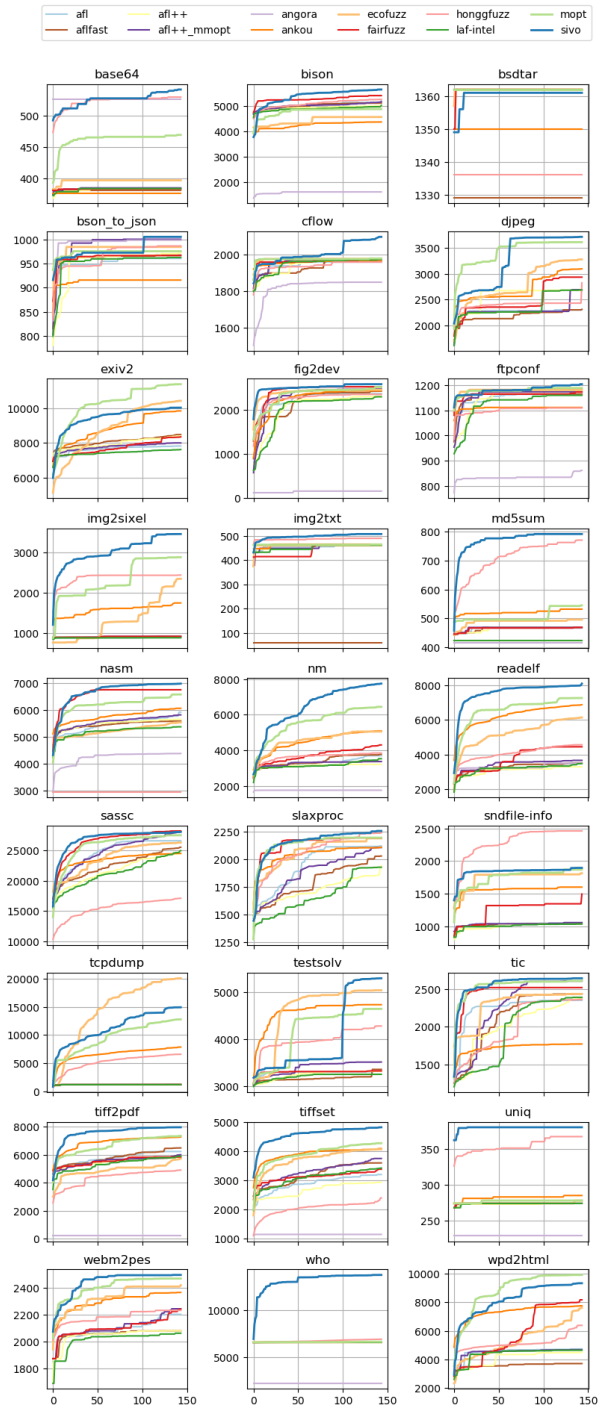 afl afl++ angora ecofuzz honggfuzz mopt
aflfast afl++_mmopt ankou fairfuzz laf-intel sivo
base64 bison bsdtar
500 450 400
5000 4000 3000 2000
1360 1350 1340 1330
bson_to_json cflow djpeg
1000 950 900 850 800
2000 1800 1600
3500 3000 2500 2000
exiv2 fig2dev ftpconf
10000 8000 6000
2000 1000 0
1200 1100 1000 900 800
img2sixel img2txt md5sum
3000 2000 1000
500 400 300 200 100
800 700 600 500 400
nasm nm readelf
7000 6000 5000 4000 3000
8000 6000 4000 2000
8000 6000 4000 2000
sassc slaxproc sndfile-info
25000 20000 15000 10000
2250 2000 1750 1500 1250
2500 2000 1500 1000
tcpdump testsolv tic
20000 15000 10000 5000 0
5000 4000 3000
2500 2000 1500
tiff2pdf tiffset uniq
8000 6000 4000 2000 0
5000 4000 3000 2000 1000
350 300 250
webm2pes who wpd2html
2400 2200 2000 1800
10000 5000
10000 8000 6000 4000 2000
0 50 100 150 0 50 100 150 0 50 100 150